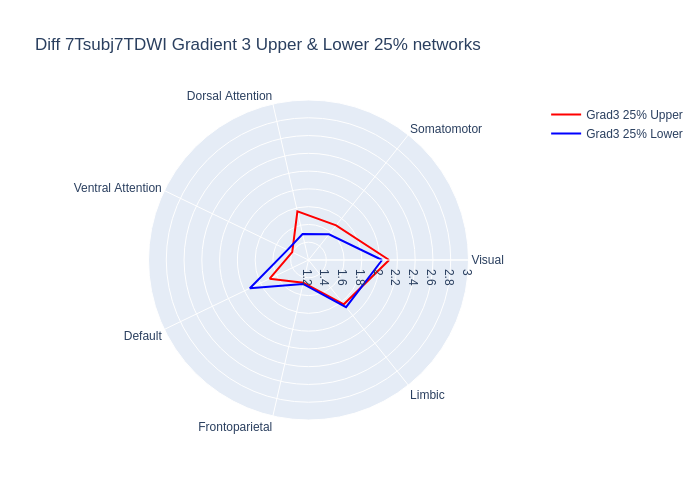 Diff 7Tsubj7TDWI Gradient 3 Upper & Lower 25% networks
Dorsal Attention
Somatomotor
Grad3 25% Upper
Grad3 25% Lower
Ventral Attention
Visual
1.2
1.4
1.6
1.8
2
2.2
2.4
2.6
2.8
3
Default
Limbic
Frontoparietal